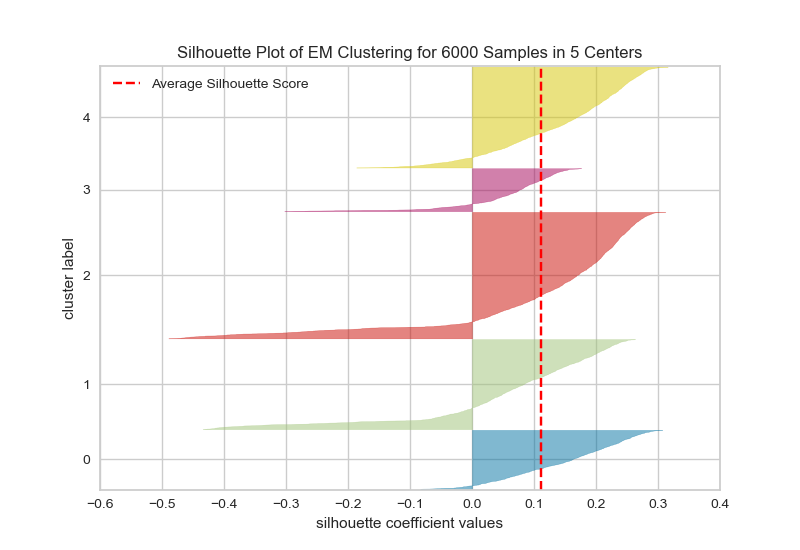 Silhouette Plot of EM Clustering for 6000 Samples in 5 Centers
Average Silhouette Score
cluster label
4
3
2
1
0
−0.6 −0.5 −0.4 −0.3 −0.2 −0.1 0.0 0.1 0.2 0.3 0.4
silhouette coefficient values